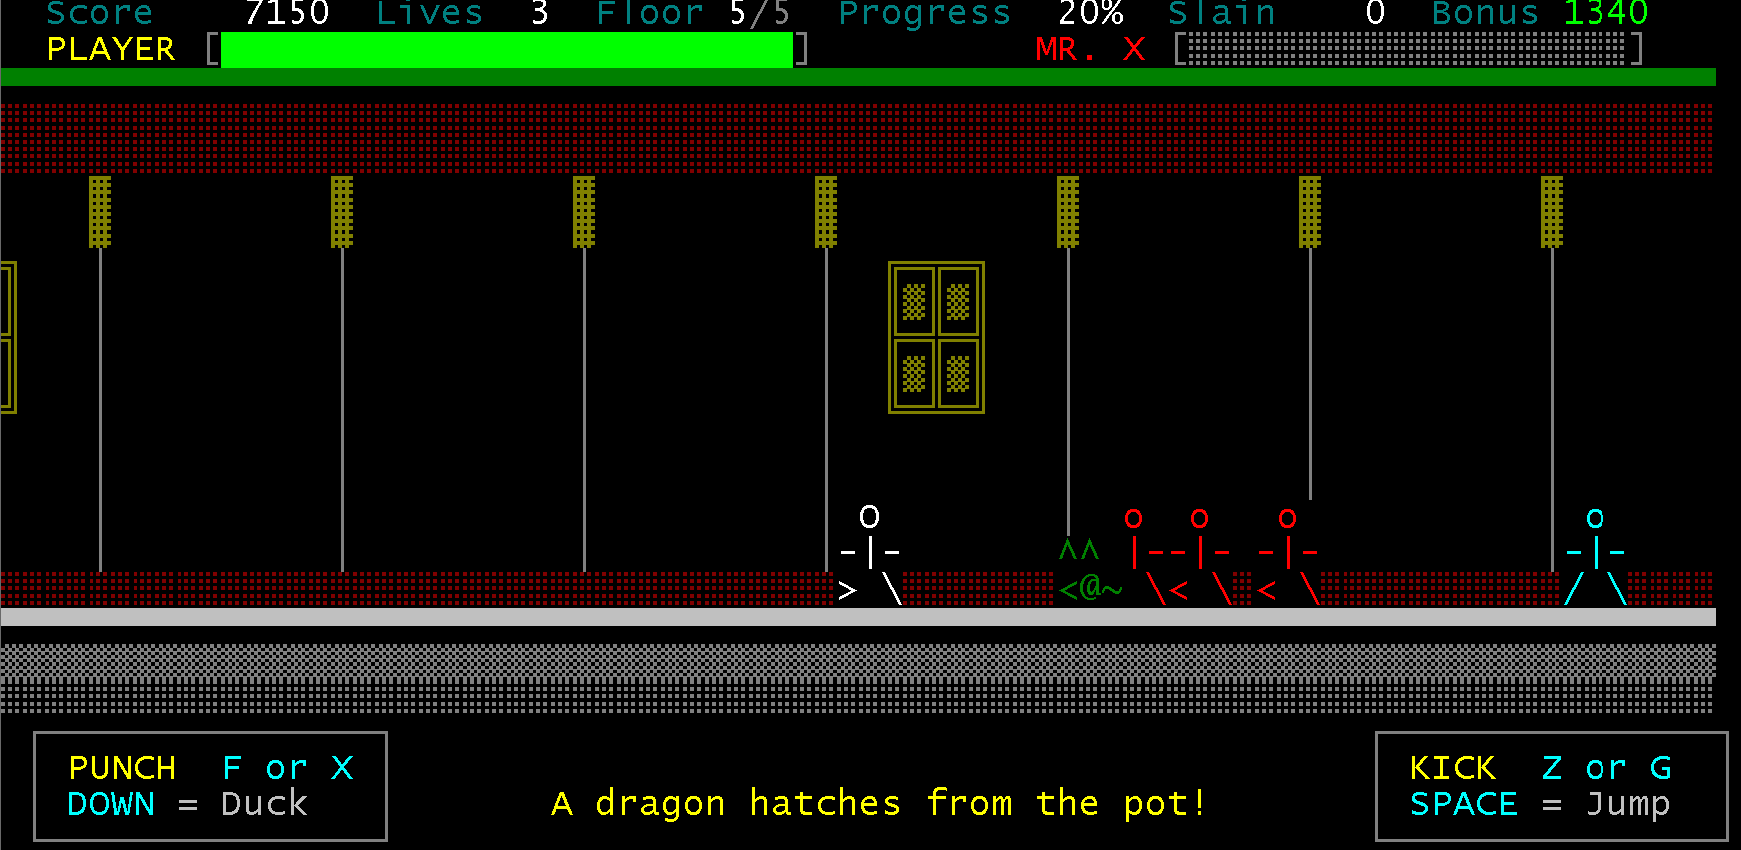 Score 7150 Lives 3 Floor 5/5 Progress 20% Slain 0 Bonus 1340
PLAYER [ ] MR. X [ ]
PUNCH F or X
DOWN = Duck
A dragon hatches from the pot!
KICK Z or G
SPACE = Jump